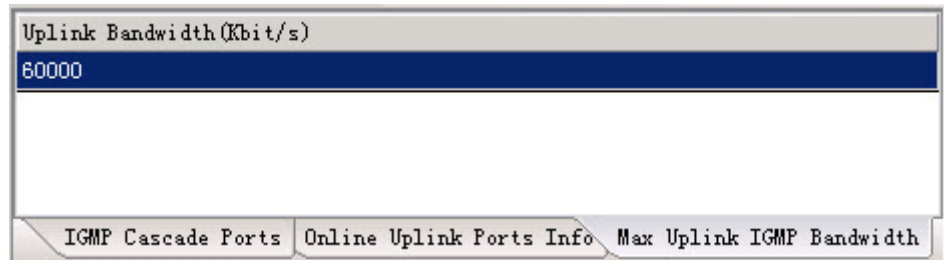 Uplink Bandwidth(Kbit/s)
60000
IGMP Cascade Ports Online Uplink Ports Info Max Uplink IGMP Bandwidth